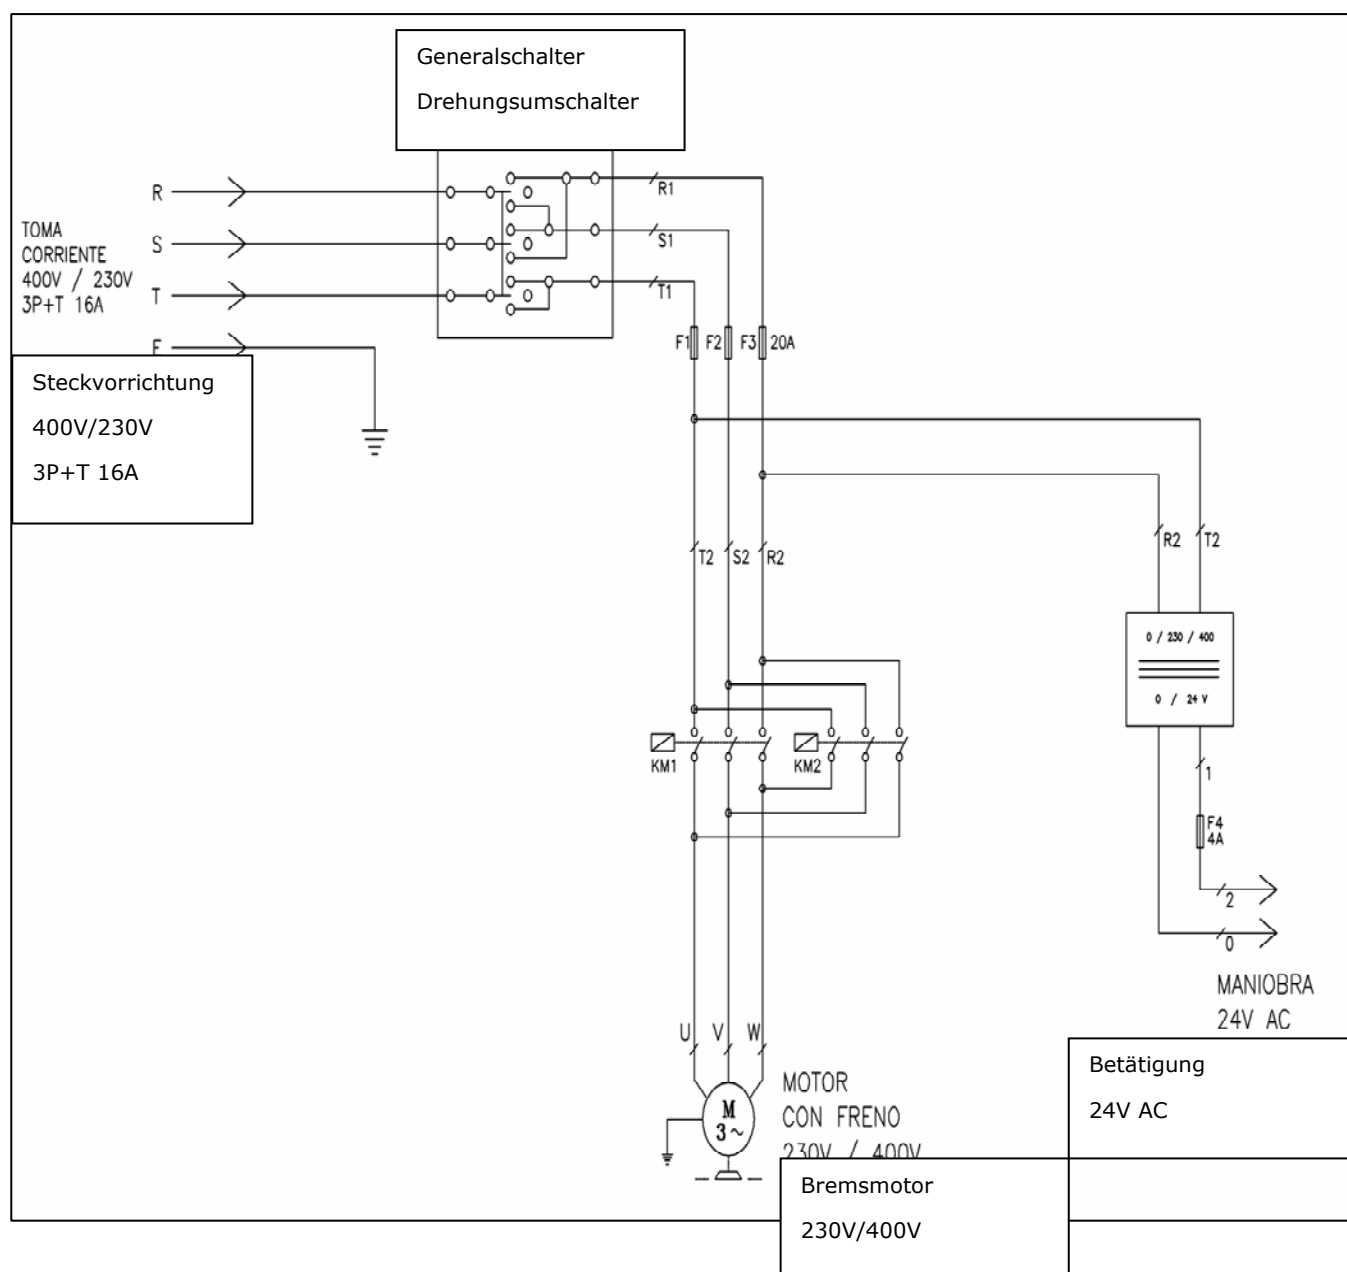 Generalschalter
Drehungsumschalter
R
R1
TOMA
CORRIENTE
400V / 230V
3P+T 16A
S
S1
T
T1
F1
F2
F3
20A
Steckvorrichtung
400V/230V
3P+T 16A
T2
S2
R2
R2
T2
0 / 230 / 400
0 / 24 V
KM1
KM2
1
F4
4A
2
0
MANIOBRA
24V AC
U
V
W
M
3~
MOTOR
CON FRENO
230V / 400V
Betätigung
24V AC
Bremsmotor
230V/400V